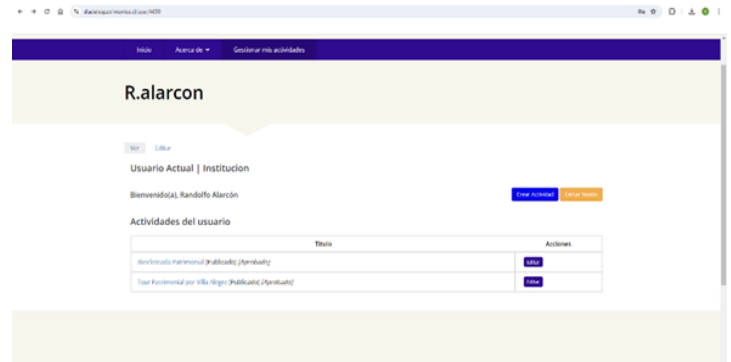 Inicio Acerca de Gestionar mis actividades
R.alarcon
Ver Editar
Usuario Actual | Institucion
Bienvenido(a), Randolfo Alarcón
Crear Actividad Cerrar Sesión
Actividades del usuario
Título Acciones
Patrimonial [Publicado] [Aprobado] Editar
Tour Patrimonial por Villa Alegre [Publicado] [Aprobado] Editar